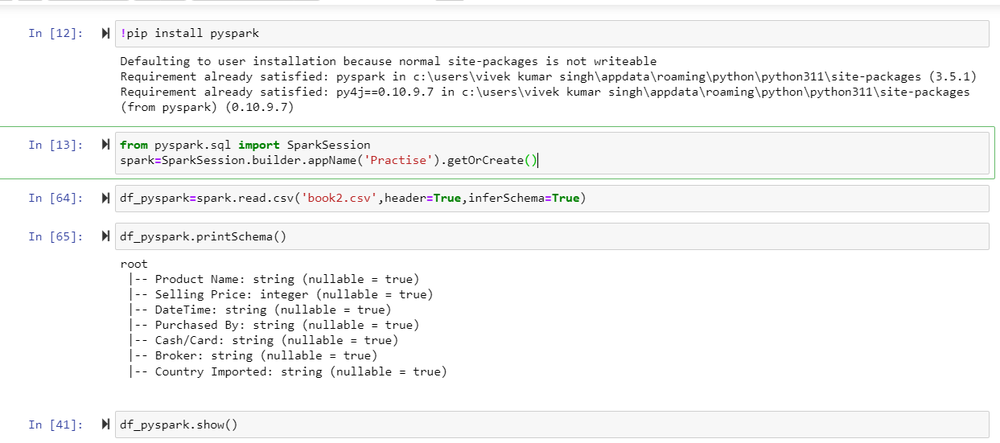 In [12]: !pip install pyspark
Defaulting to user installation because normal site-packages is not writeable
Requirement already satisfied: pyspark in c:\users\vivek kumar singh\appdata\roaming\python\python311\site-packages (3.5.1)
Requirement already satisfied: py4j==0.10.9.7 in c:\users\vivek kumar singh\appdata\roaming\python\python311\site-packages
(from pyspark) (0.10.9.7)
In [13]: from pyspark.sql import SparkSession
spark=SparkSession.builder.appName('Practise').getOrCreate()
In [64]: df_pyspark=spark.read.csv('book2.csv',header=True,inferSchema=True)
In [65]: df_pyspark.printSchema()
root
|-- Product Name: string (nullable = true)
|-- Selling Price: integer (nullable = true)
|-- DateTime: string (nullable = true)
|-- Purchased By: string (nullable = true)
|-- Cash/Card: string (nullable = true)
|-- Broker: string (nullable = true)
|-- Country Imported: string (nullable = true)
In [41]: df_pyspark.show()